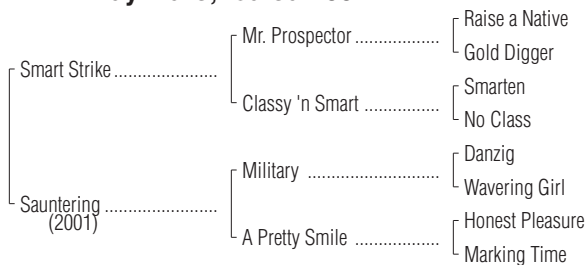 Raise a Native
Mr. Prospector ..................
Gold Digger
Smart Strike ......................
Smarten
Classy 'n Smart ................
No Class
Danzig
Military ......................
Wavering Girl
Sauntering ........................
(2001)
Honest Pleasure
A Pretty Smile ..................
Marking Time